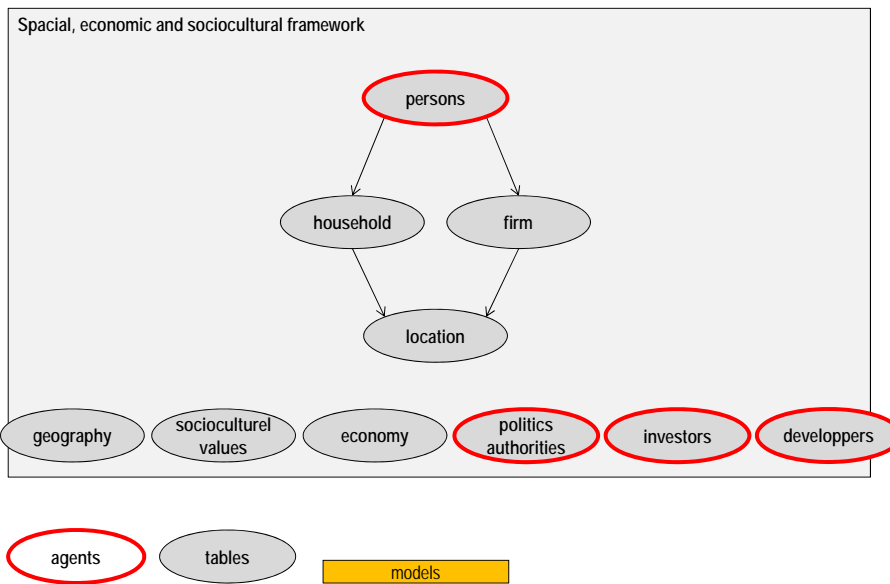 Spacial, economic and sociocultural framework
persons
household
firm
location
geography
socioculturel
values
economy
politics
authorities
investors
developpers
agents
tables
models